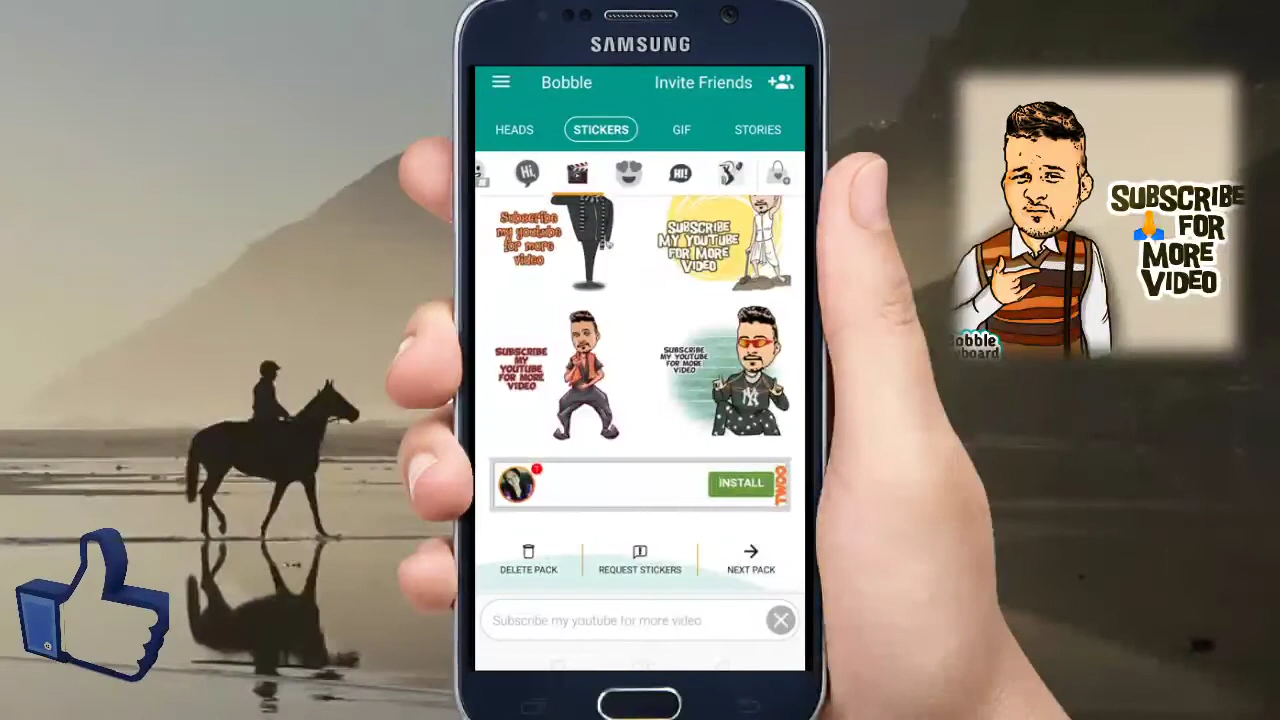 SAMSUNG
Bobble
Invite Friends
HEADS
STICKERS
GIF
STORIES
Hi,
HI!
Subscribe
my youtube
for more
video
SUBSCRIBE
MY YOUTUBE
FOR MORE
VIDEO
SUBSCRIBE
MY
YOUTUBE
FOR MORE
VIDEO
SUBSCRIBE
MY YOUTUBE
FOR MORE
VIDEO
INSTALL
TWOO
DELETE PACK
REQUEST STICKERS
NEXT PACK
Subscribe my youtube for more video
SUBSCRIBE
🙏 FOR
MORE
VIDEO